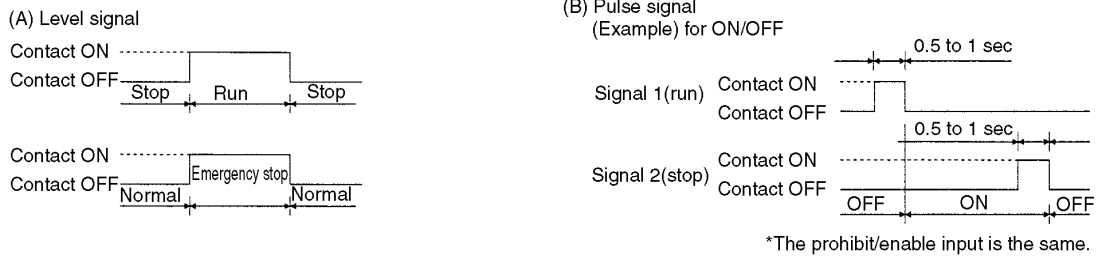 (A) Level signal
Contact ON
Contact OFF
Stop
Run
Stop
Contact ON
Contact OFF
Emergency stop
Normal
Normal
(B) Pulse signal
(Example) for ON/OFF
0.5 to 1 sec
Signal 1(run)
Contact ON
Contact OFF
0.5 to 1 sec
Signal 2(stop)
Contact ON
Contact OFF
OFF
ON
OFF
*The prohibit/enable input is the same.